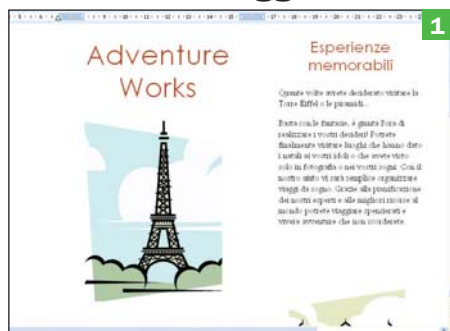 1
Adventure
Works
Esperienze
memorabili
Quante volte avrete desiderato visitare la
Torre Eiffel o le piramidi...
Basta con le fantasie, è giunta l'ora di
realizzare i vostri desideri! Potrete
finalmente visitare luoghi che hanno dato
i natali ai vostri idoli o che avete visto
solo in fotografia o nei vostri sogni. Con il
nostro aiuto vi sarà semplice organizzare
viaggi da sogno. Grazie alla pianificazione
dei nostri esperti e alle migliori risorse al
mondo potrete viaggiare spensierati e
vivere avventure che non scorderete.